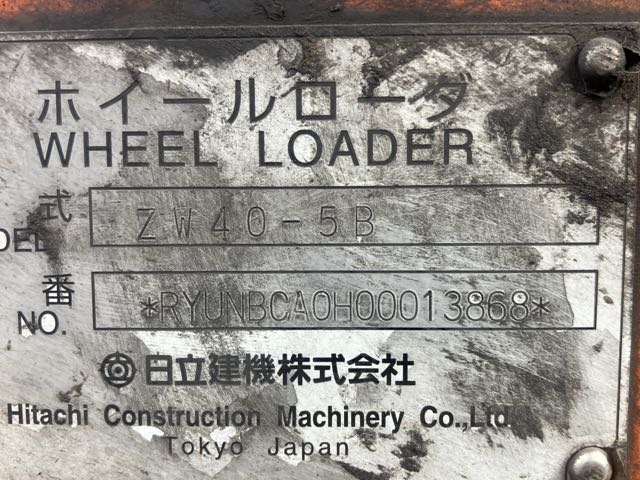 ホイールローダ
WHEEL LOADER
式 ZW40-5B
DEL
番 *RYUNBCA0H00013868*
NO.
日立建機株式会社
Hitachi Construction Machinery Co.,Ltd.
Tokyo Japan